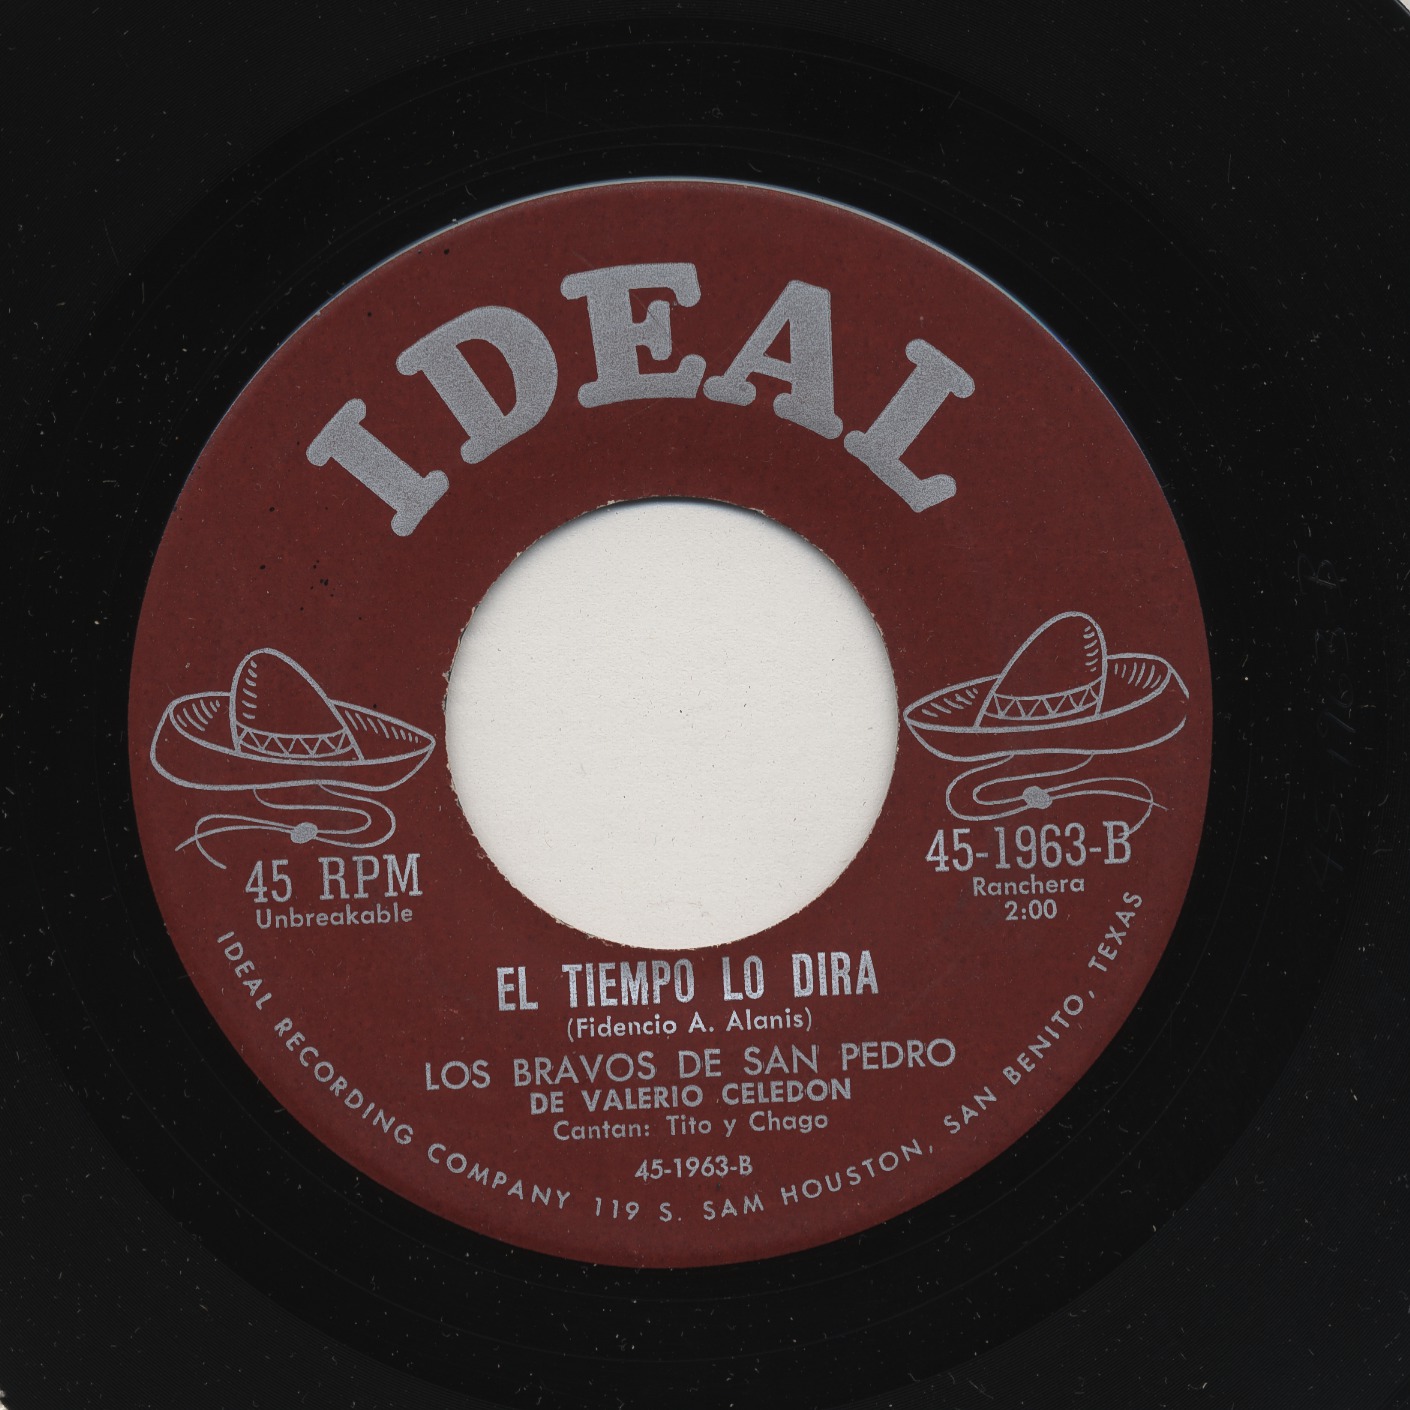 IDEAL
45 RPM
Unbreakable
45-1963-B
Ranchera
2:00
EL TIEMPO LO DIRA
(Fidencio A. Alanis)
LOS BRAVOS DE SAN PEDRO
DE VALERIO CELEDON
Cantan: Tito y Chago
45-1963-B
IDEAL RECORDING COMPANY 119 S. SAM HOUSTON, SAN BENITO, TEXAS